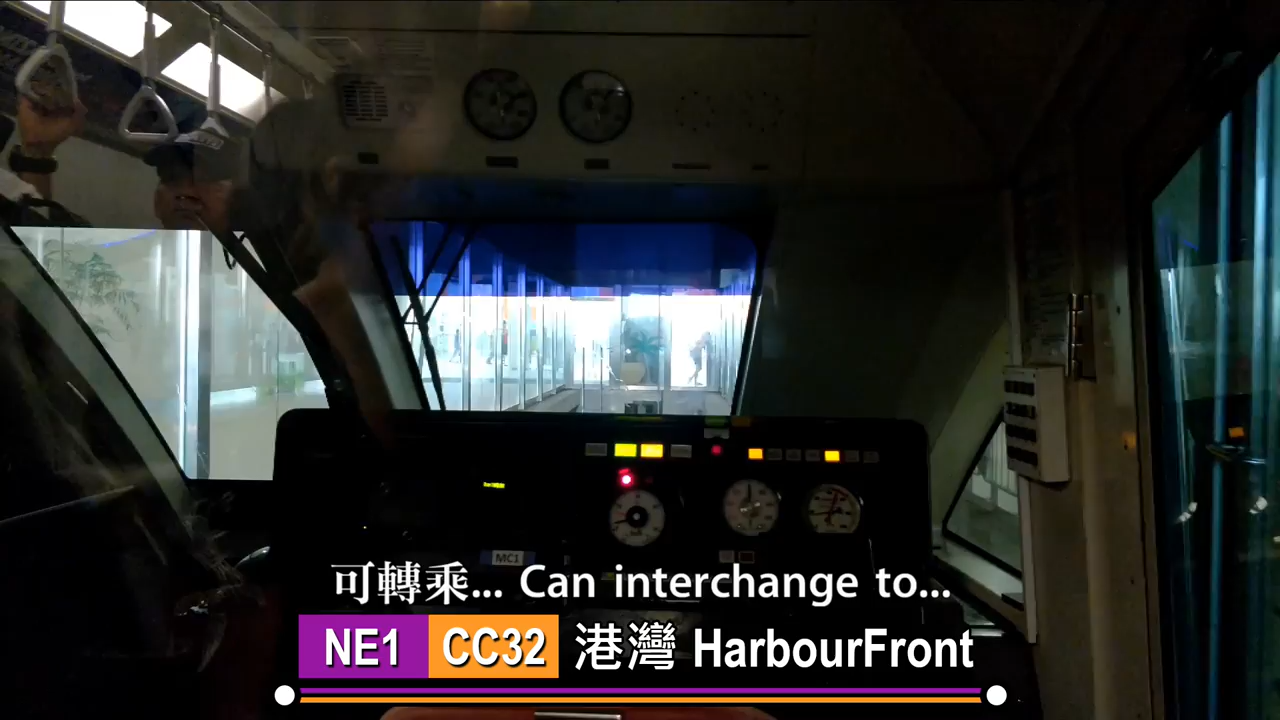 MC1
可轉乘... Can interchange to...
NE1 CC32 港灣 HarbourFront